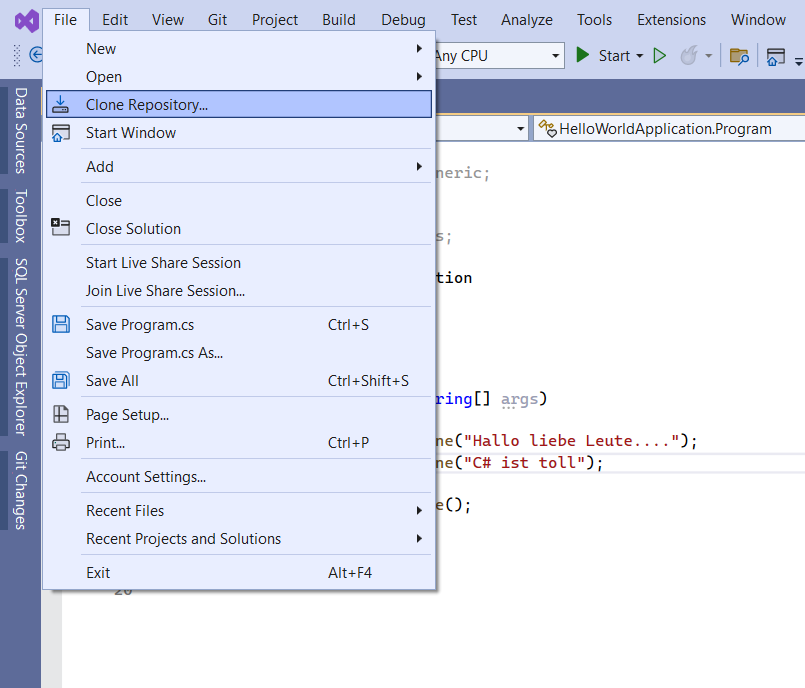 File Edit View Git Project Build Debug Test Analyze Tools Extensions Window
Any CPU Start
New
Open
Clone Repository...
Start Window
Add
Close
Close Solution
Start Live Share Session
Join Live Share Session...
Save Program.cs Ctrl+S
Save Program.cs As...
Save All Ctrl+Shift+S
Page Setup...
Print... Ctrl+P
Account Settings...
Recent Files
Recent Projects and Solutions
Exit Alt+F4
Data Sources
Toolbox
SQL Server Object Explorer
Git Changes
HelloWorldApplication.Program
neric;
s;
tion
ring[] args)
ne("Hallo liebe Leute....");
ne("C# ist toll");
e();